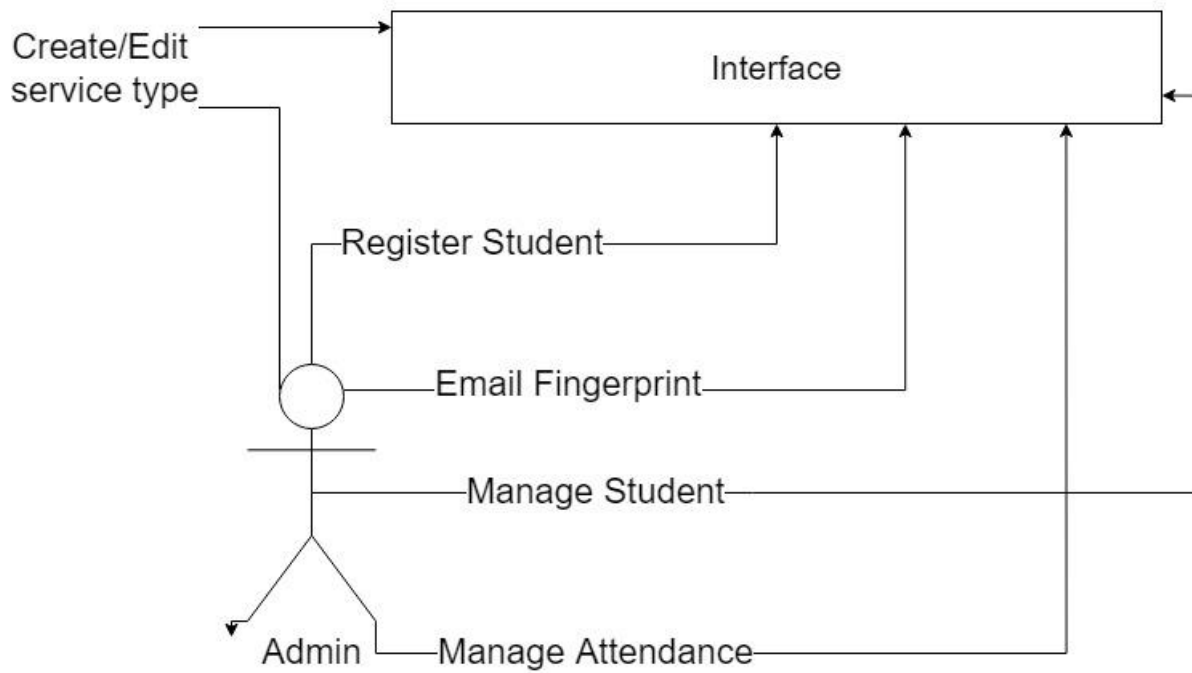 Create/Edit
service type
Interface
Register Student
Email Fingerprint
Manage Student
Admin
Manage Attendance